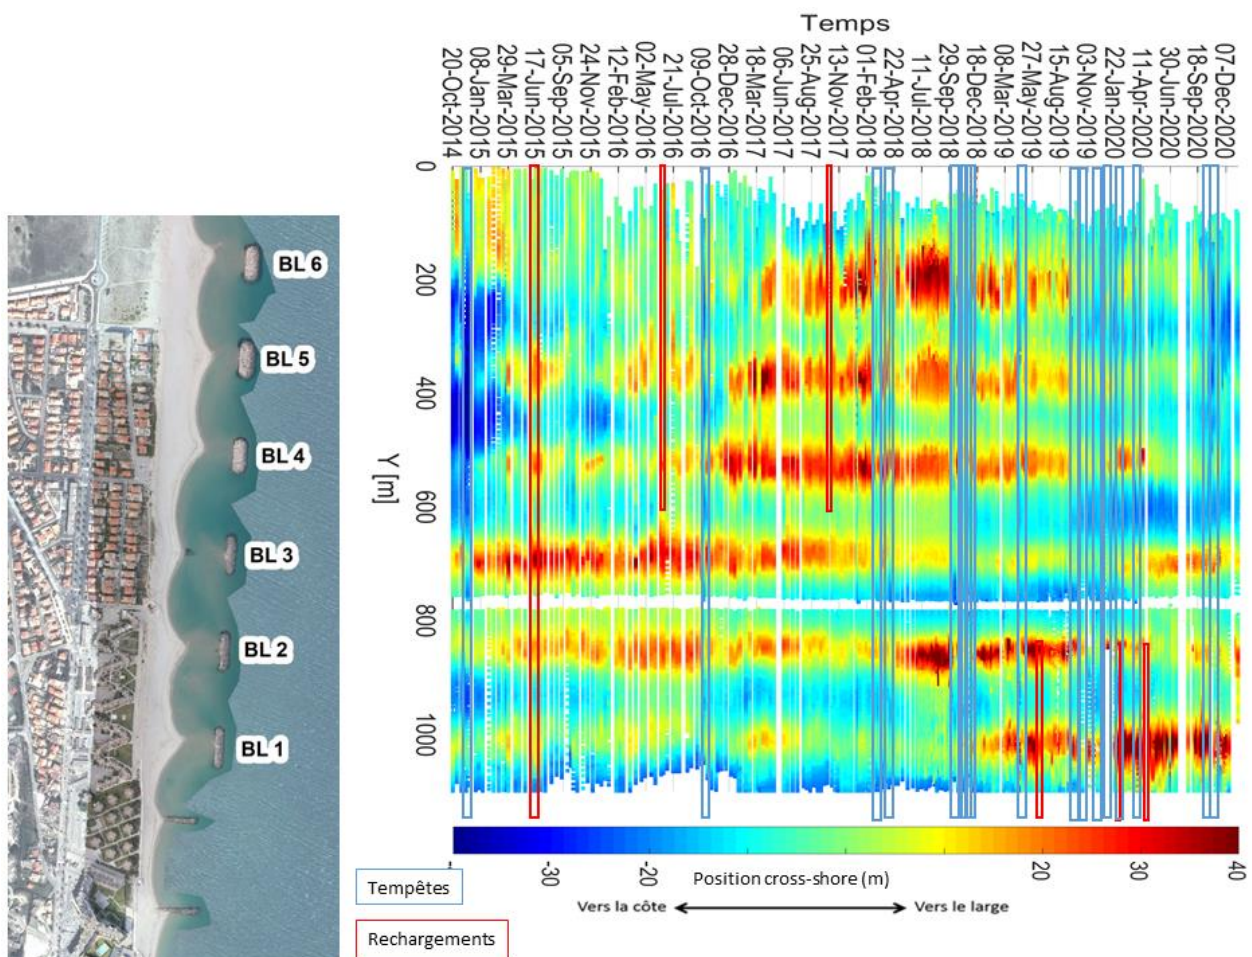 Temps
20-Oct-2014
08-Jan-2015
29-Mar-2015
17-Jun-2015
05-Sep-2015
24-Nov-2015
12-Feb-2016
02-May-2016
21-Jul-2016
09-Oct-2016
28-Dec-2016
18-Mar-2017
06-Jun-2017
25-Aug-2017
13-Nov-2017
01-Feb-2018
22-Apr-2018
11-Jul-2018
29-Sep-2018
18-Dec-2018
08-Mar-2019
27-May-2019
15-Aug-2019
03-Nov-2019
22-Jan-2020
11-Apr-2020
30-Jun-2020
18-Sep-2020
07-Dec-2020
BL 6
BL 5
BL 4
BL 3
BL 2
BL 1
0
200
400
600
800
1000
Y [m]
-30
-20
Position cross-shore (m)
20
30
40
Vers la côte
Vers le large
Tempêtes
Rechargements